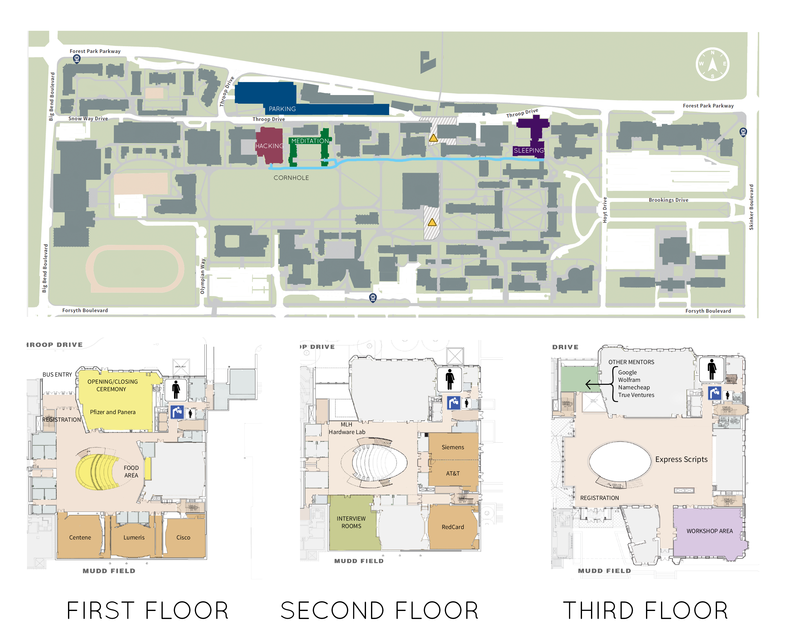 Forest Park Parkway
Big Bend Boulevard
Throop Drive
PARKING
Snow Way Drive
Throop Drive
Throop Drive
Forest Park Parkway
HACKING
MEDITATION
SLEEPING
CORNHOLE
Hoyt Drive
Brookings Drive
Skinker Boulevard
Big Bend Boulevard
Olympian Way
Forsyth Boulevard
Forsyth Boulevard
N
E
S
W
HROOP DRIVE
BUS ENTRY
OPENING/CLOSING
CEREMONY
Pfizer and Panera
REGISTRATION
FOOD
AREA
Centene
Lumeris
Cisco
MUDD FIELD
FIRST FLOOR
OP DRIVE
MLH
Hardware Lab
Siemens
AT&T
INTERVIEW
ROOMS
RedCard
MUDD FIELD
SECOND FLOOR
DRIVE
OTHER MENTORS
Google
Wolfram
Namecheap
True Ventures
Express Scripts
REGISTRATION
WORKSHOP AREA
MUDD FIELD
THIRD FLOOR